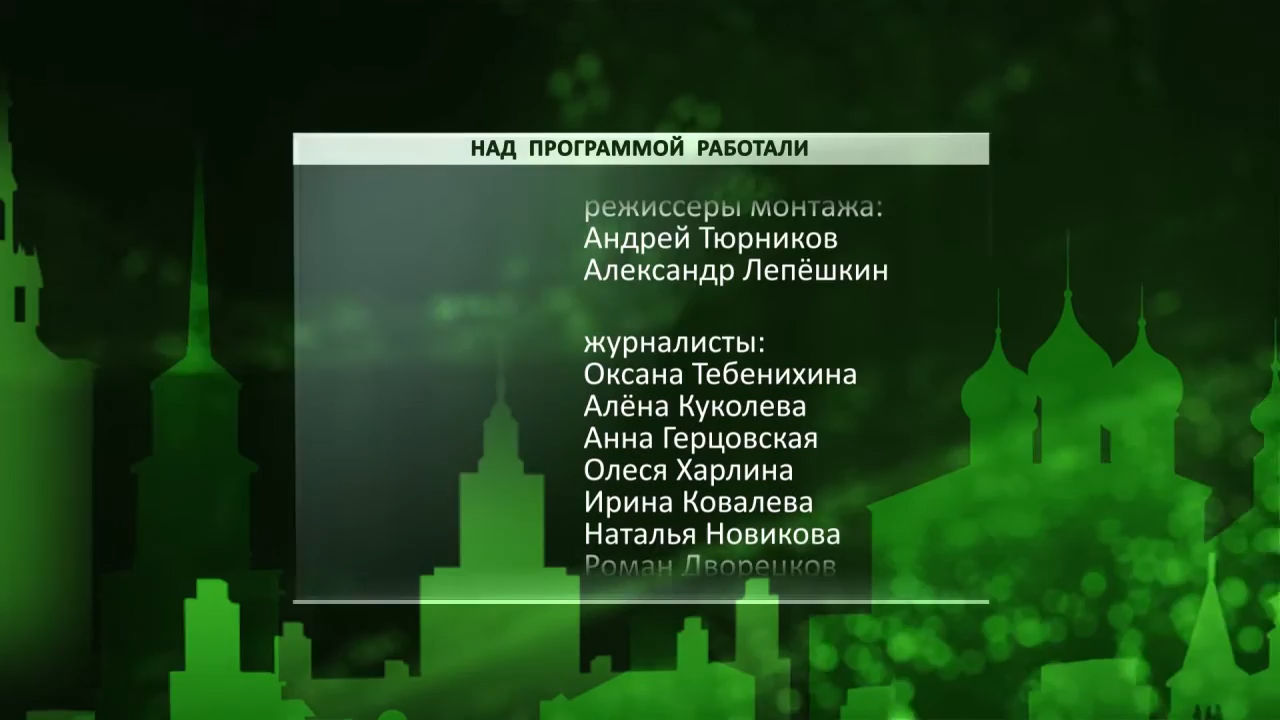 НАД ПРОГРАММОЙ РАБОТАЛИ
режиссеры монтажа:
Андрей Тюрников
Александр Лепёшкин
журналисты:
Оксана Тебенихина
Алёна Куколева
Анна Герцовская
Олеся Харлина
Ирина Ковалева
Наталья Новикова
Роман Дворецков